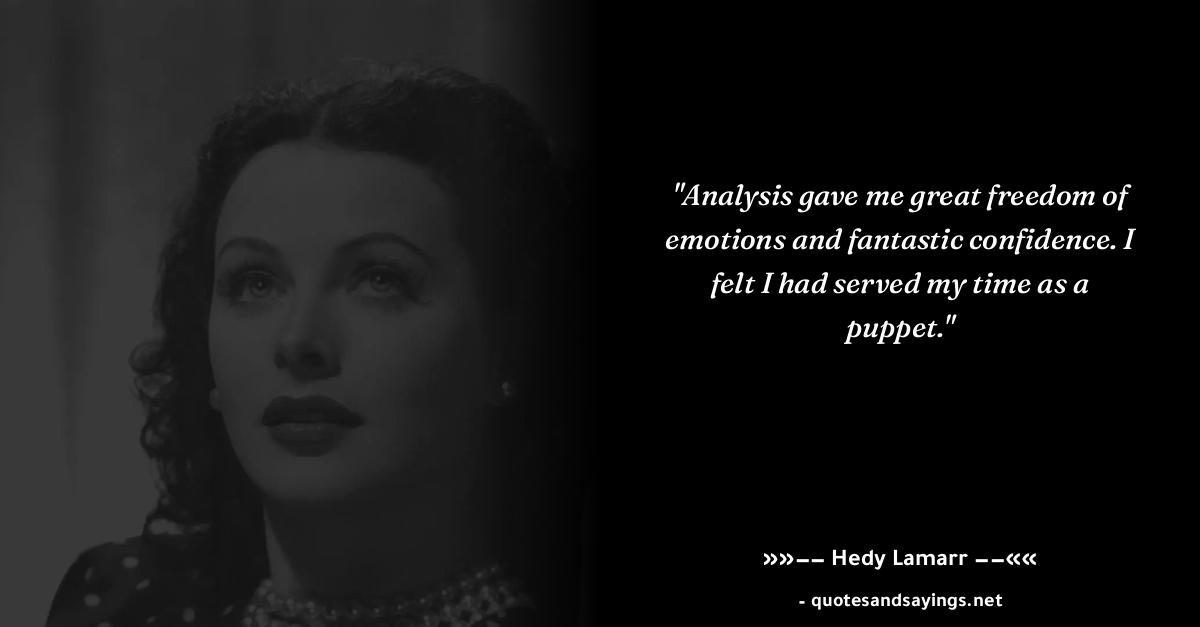 "Analysis gave me great freedom of
emotions and fantastic confidence. I
felt I had served my time as a
puppet."
»»–– Hedy Lamarr ––««
- quotesandsayings.net